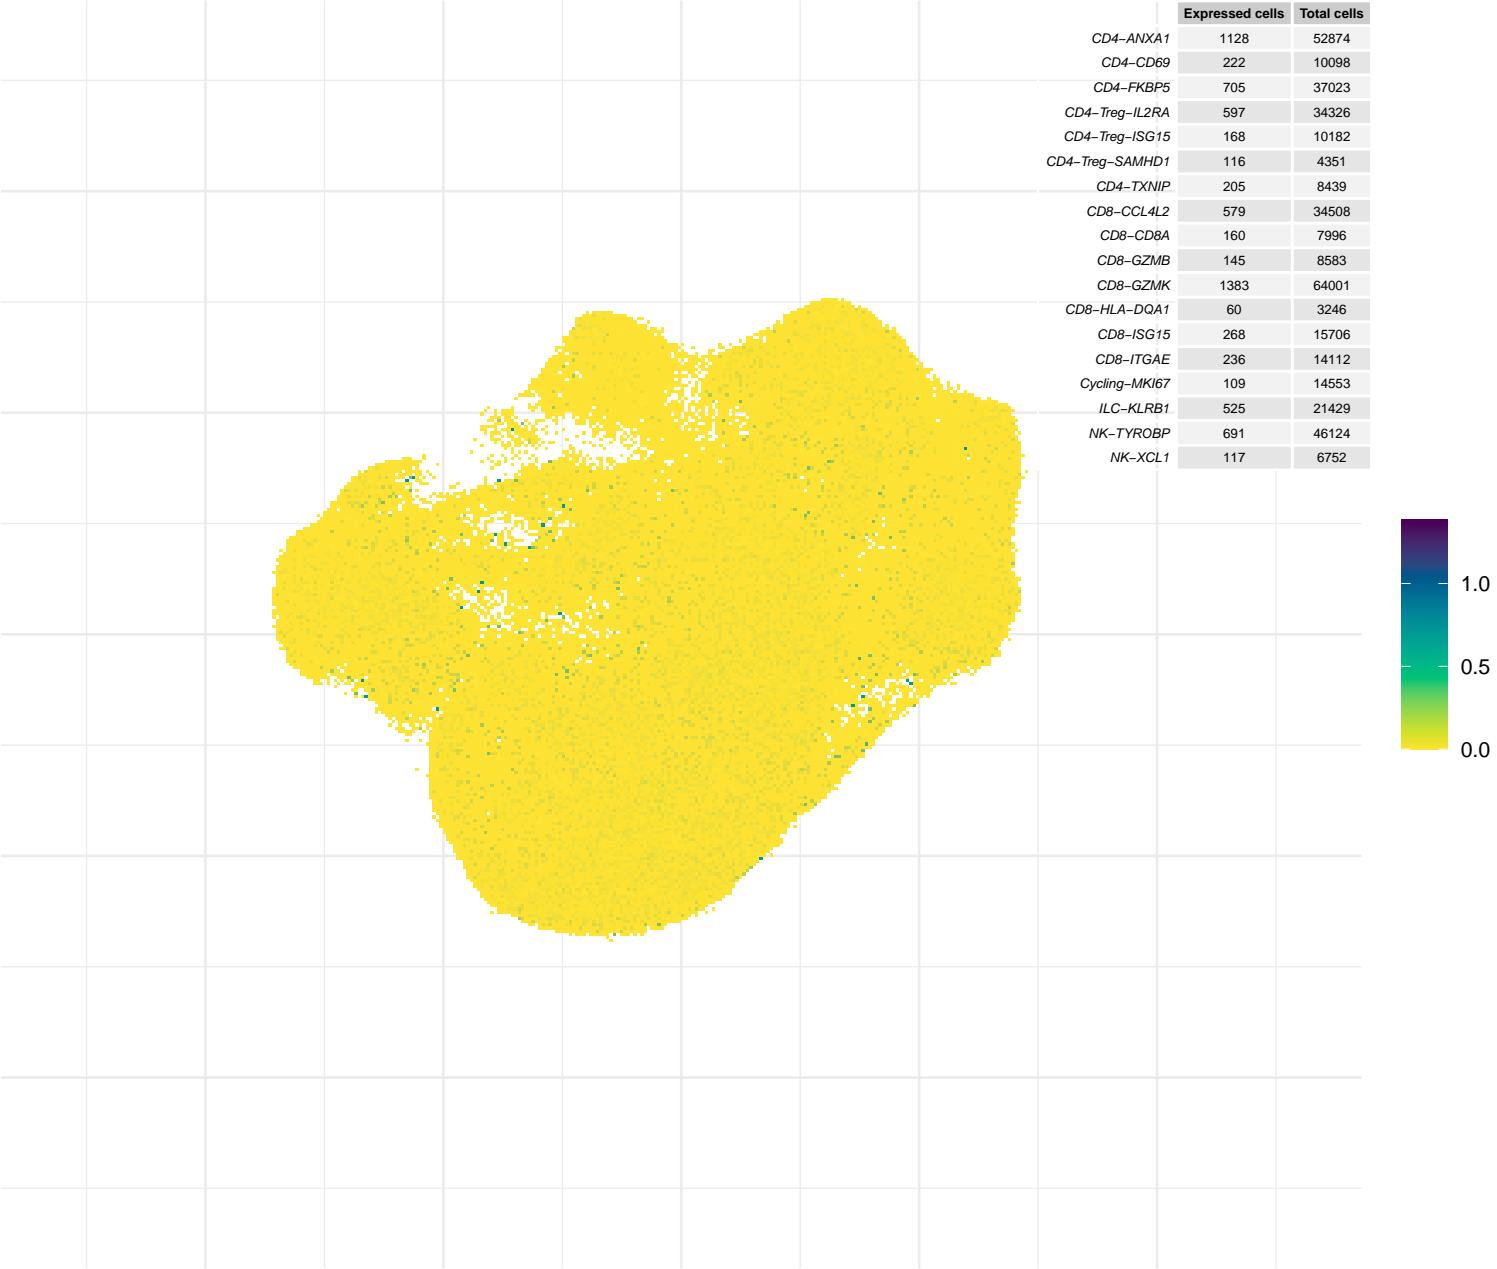 Expressed cells Total cells
CD4−ANXA1 1128 52874
CD4−CD69 222 10098
CD4−FKBP5 705 37023
CD4−Treg−IL2RA 597 34326
CD4−Treg−ISG15 168 10182
CD4−Treg−SAMHD1 116 4351
CD4−TXNIP 205 8439
CD8−CCL4L2 579 34508
CD8−CD8A 160 7996
CD8−GZMB 145 8583
CD8−GZMK 1383 64001
CD8−HLA−DQA1 60 3246
CD8−ISG15 268 15706
CD8−ITGAE 236 14112
Cycling−MKI67 109 14553
ILC−KLRB1 525 21429
NK−TYROBP 691 46124
NK−XCL1 117 6752
1.0
0.5
0.0